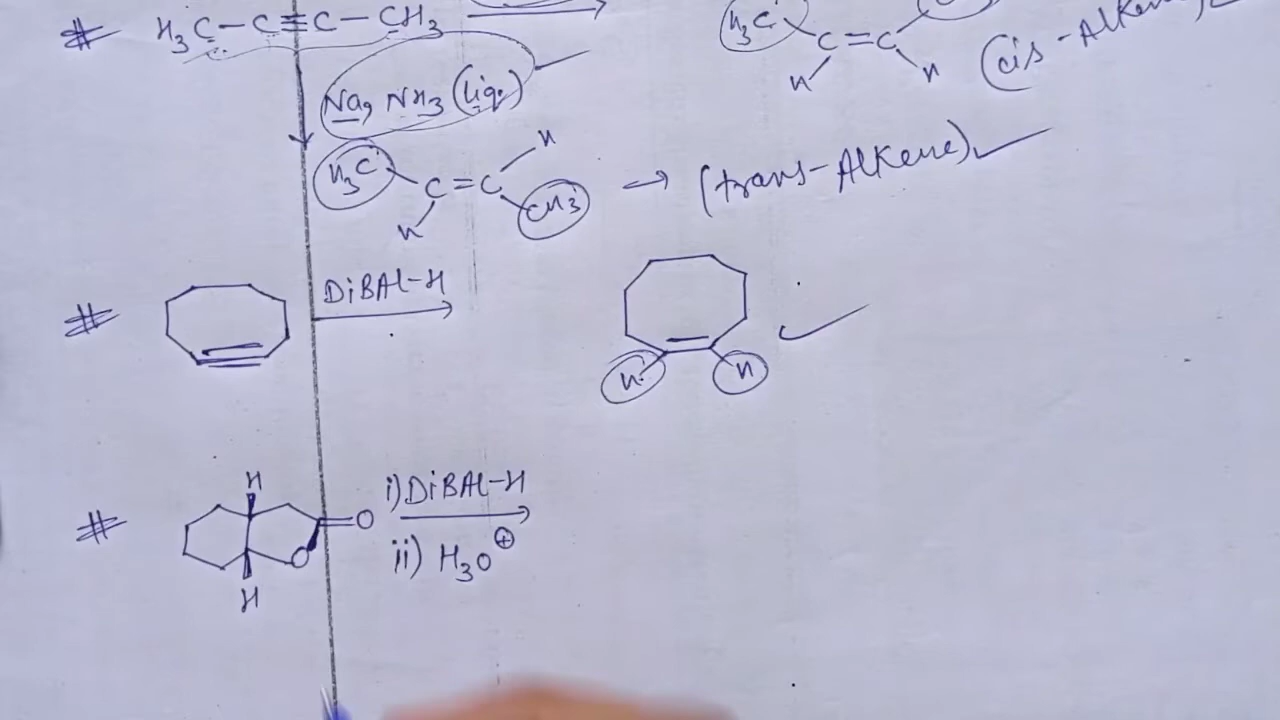 # H3C-C≡C-CH3
H3C C=C H H (cis-Alkene)
Na, NH3 (liq.)
H3C C=C H H CH3 → (trans-Alkene)
# DiBAl-H
H H
# H H O =O i) DiBAl-H
ii) H3O⊕